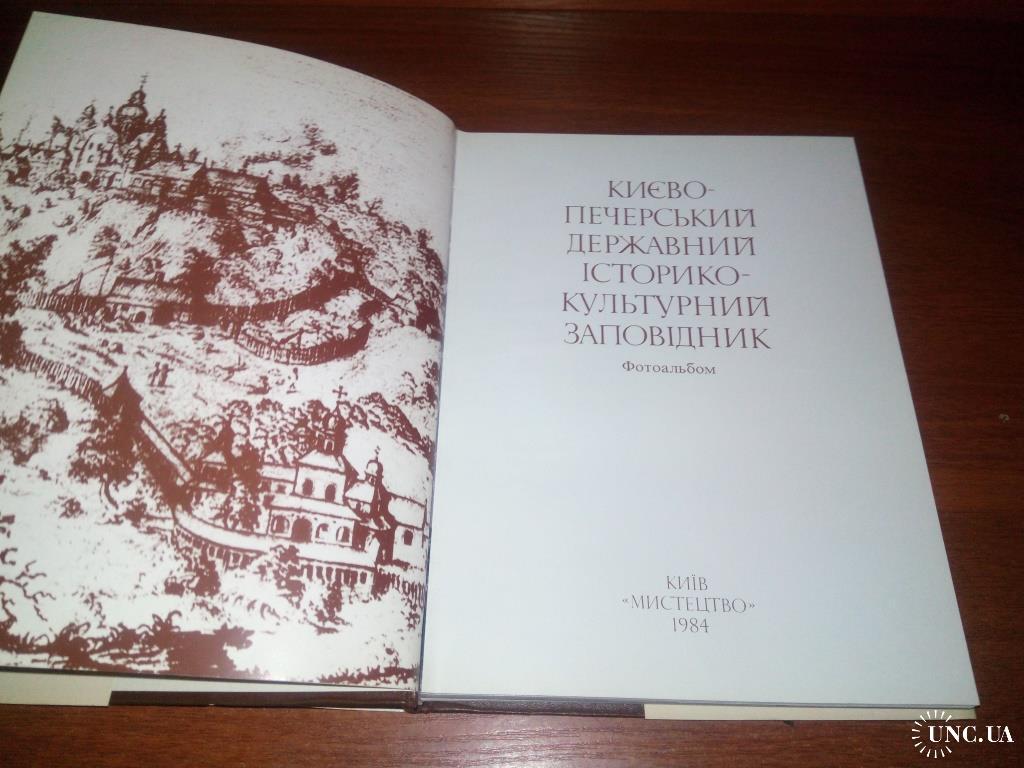 КИЄВО-
ПЕЧЕРСЬКИЙ
ДЕРЖАВНИЙ
ІСТОРИКО-
КУЛЬТУРНИЙ
ЗАПОВІДНИК
Фотоальбом
КИЇВ
«МИСТЕЦТВО»
1984
UNC.UA